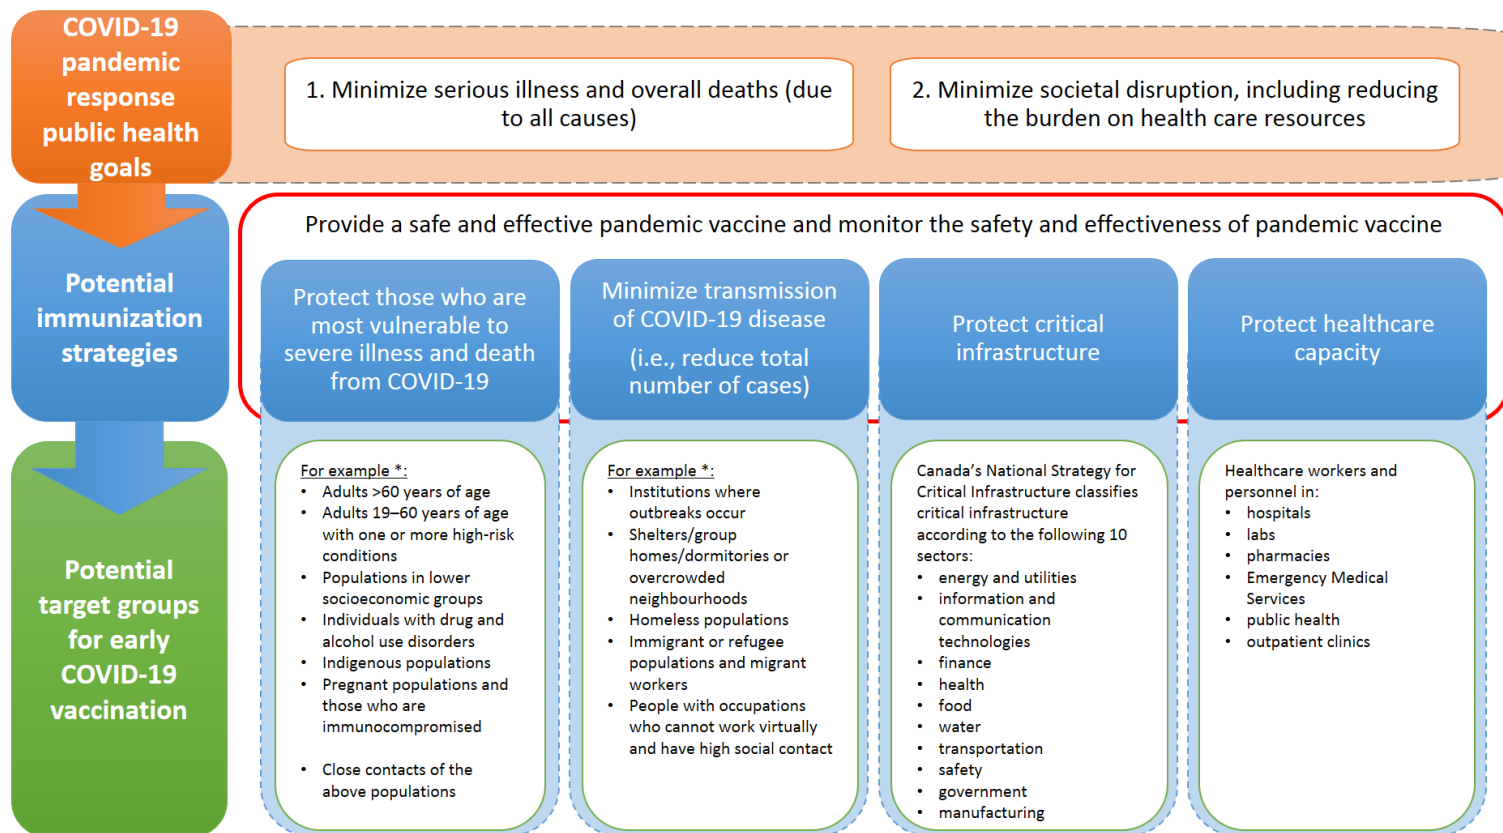 COVID-19
pandemic
response
public health
goals
1. Minimize serious illness and overall deaths (due
to all causes)
2. Minimize societal disruption, including reducing
the burden on health care resources
Potential
immunization
strategies
Provide a safe and effective pandemic vaccine and monitor the safety and effectiveness of pandemic vaccine
Protect those who are
most vulnerable to
severe illness and death
from COVID-19
Minimize transmission
of COVID-19 disease
(i.e., reduce total
number of cases)
Protect critical
infrastructure
Protect healthcare
capacity
Potential
target groups
for early
COVID-19
vaccination
For example *:
• Adults >60 years of age
• Adults 19–60 years of age
with one or more high-risk
conditions
• Populations in lower
socioeconomic groups
• Individuals with drug and
alcohol use disorders
• Indigenous populations
• Pregnant populations and
those who are
immunocompromised
• Close contacts of the
above populations
For example *:
• Institutions where
outbreaks occur
• Shelters/group
homes/dormitories or
overcrowded
neighbourhoods
• Homeless populations
• Immigrant or refugee
populations and migrant
workers
• People with occupations
who cannot work virtually
and have high social contact
Canada's National Strategy for
Critical Infrastructure classifies
critical infrastructure
according to the following 10
sectors:
• energy and utilities
• information and
communication
technologies
• finance
• health
• food
• water
• transportation
• safety
• government
• manufacturing
Healthcare workers and
personnel in:
• hospitals
• labs
• pharmacies
• Emergency Medical
Services
• public health
• outpatient clinics